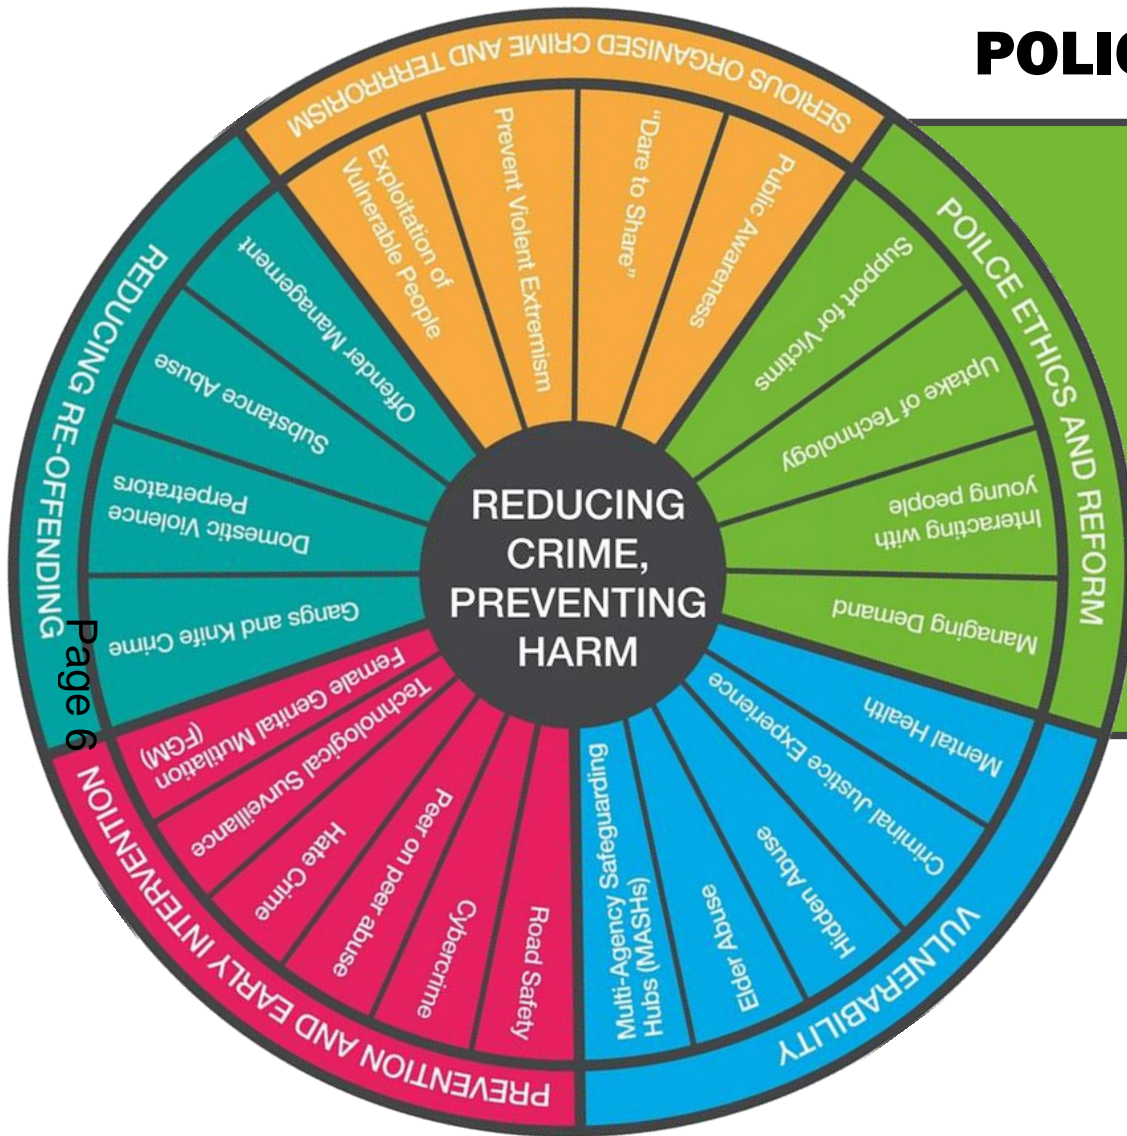 POLIC
SERIOUS ORGANISED CRIME AND TERRRORISM
Exploitation of
Vulnerable People
Prevent Violent Extremism
"Dare to Share"
Public Awareness
POILCE ETHICS AND REFORM
Support for Victims
Uptake of Technology
Interacting with
young people
Managing Demand
VULNERABILITY
Mental Health
Criminal Justice Experience
Hidden Abuse
Elder Abuse
Multi-Agency Safeguarding
Hubs (MASHs)
PREVENTION AND EARLY INTERVENTION
Road Safety
Cybercrime
Peer on peer abuse
Hate Crime
Technological Surveillance
Female Genital Mutilation
(FGM)
REDUCING RE-OFFENDING
Gangs and Knife Crime
Domestic Violence
Perpetrators
Substance Abuse
Offender Management
REDUCING
CRIME,
PREVENTING
HARM
Page 6